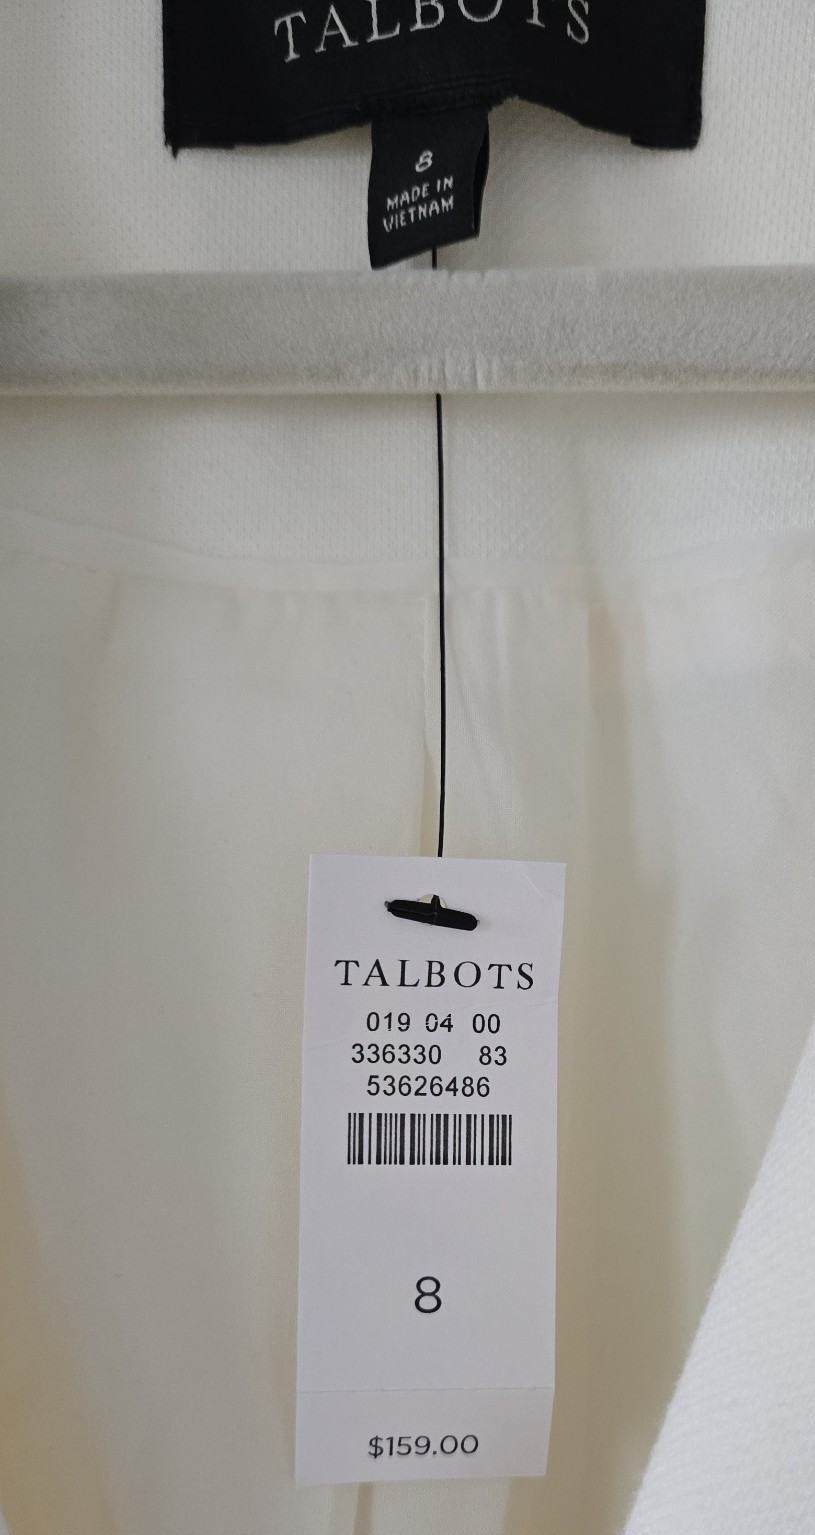 TALBOTS
8
MADE IN
VIETNAM
TALBOTS
019 04 00
336330 83
53626486
8
$159.00